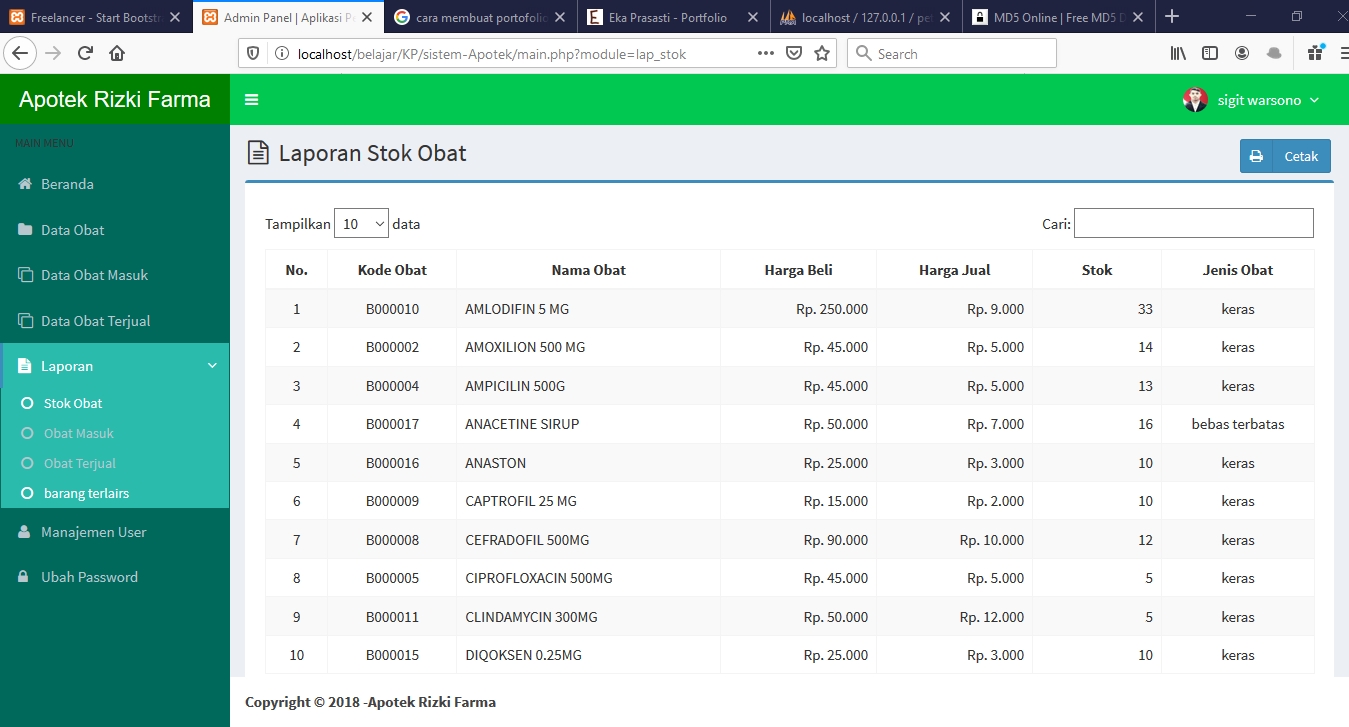 Freelancer - Start Bootstr
Admin Panel | Aplikasi Pe
cara membuat portofolio
Eka Prasasti - Portfolio
localhost / 127.0.0.1 / pe
MD5 Online | Free MD5 D
localhost/belajar/KP/sistem-Apotek/main.php?module=lap_stok
Search
Apotek Rizki Farma
sigit warsono
MAIN MENU
Beranda
Data Obat
Data Obat Masuk
Data Obat Terjual
Laporan
Stok Obat
Obat Masuk
Obat Terjual
barang terlairs
Manajemen User
Ubah Password
Laporan Stok Obat
Cetak
Tampilkan 10 data
Cari:
No. Kode Obat Nama Obat Harga Beli Harga Jual Stok Jenis Obat
1 B000010 AMLODIFIN 5 MG Rp. 250.000 Rp. 9.000 33 keras
2 B000002 AMOXILION 500 MG Rp. 45.000 Rp. 5.000 14 keras
3 B000004 AMPICILIN 500G Rp. 45.000 Rp. 5.000 13 keras
4 B000017 ANACETINE SIRUP Rp. 50.000 Rp. 7.000 16 bebas terbatas
5 B000016 ANASTON Rp. 25.000 Rp. 3.000 10 keras
6 B000009 CAPTROFIL 25 MG Rp. 15.000 Rp. 2.000 10 keras
7 B000008 CEFRADOFIL 500MG Rp. 90.000 Rp. 10.000 12 keras
8 B000005 CIPROFLOXACIN 500MG Rp. 45.000 Rp. 5.000 5 keras
9 B000011 CLINDAMYCIN 300MG Rp. 50.000 Rp. 12.000 5 keras
10 B000015 DIQOKSEN 0.25MG Rp. 25.000 Rp. 3.000 10 keras
Copyright © 2018 -Apotek Rizki Farma